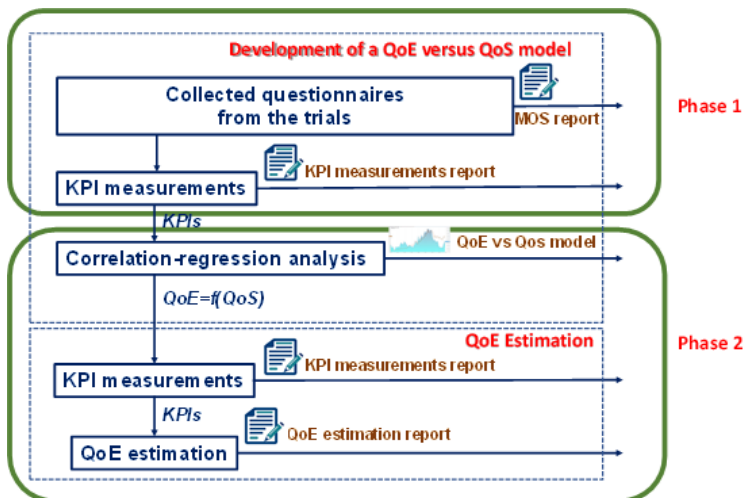 Development of a QoE versus QoS model
Collected questionnaires
from the trials
Phase 1
MOS report
KPI measurements report
KPI measurements
KPIs
QoE vs Qos model
Correlation-regression analysis
QoE=f(QoS)
QoE Estimation
Phase 2
KPI measurements report
KPI measurements
KPIs
QoE estimation report
QoE estimation